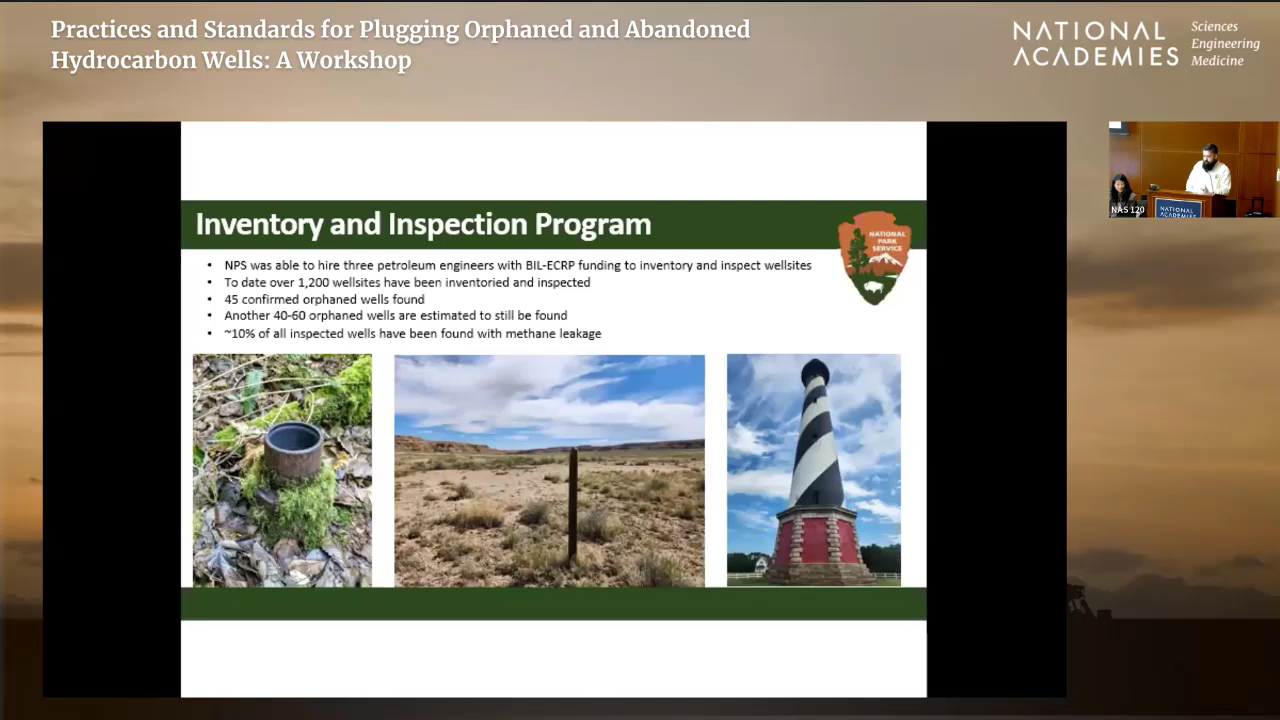 Practices and Standards for Plugging Orphaned and Abandoned
Hydrocarbon Wells: A Workshop
NATIONAL
ACADEMIES
Sciences
Engineering
Medicine
Inventory and Inspection Program
NATIONAL
PARK
SERVICE
• NPS was able to hire three petroleum engineers with BIL-ECRP funding to inventory and inspect wellsites
• To date over 1,200 wellsites have been inventoried and inspected
• 45 confirmed orphaned wells found
• Another 40-60 orphaned wells are estimated to still be found
• ~10% of all inspected wells have been found with methane leakage
NAS 120
NATIONAL
ACADEMIES